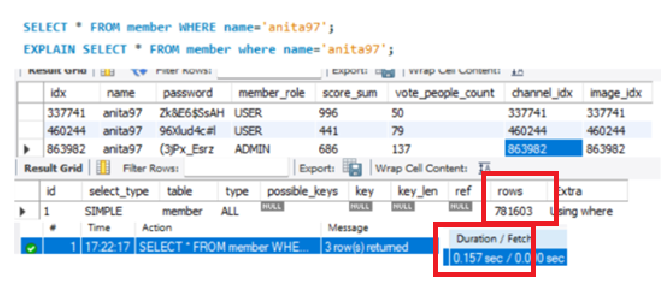 SELECT * FROM member WHERE name='anita97';
EXPLAIN SELECT * FROM member where name='anita97';
Result Grid Filter Rows: Export: Wrap Cell Content:
idx name password member_role score_sum vote_people_count channel_idx image_idx
337741 anita97 Zk&E6$SsAH USER 996 50 337741 337741
460244 anita97 96Xlud4c#l USER 441 79 460244 460244
863982 anita97 (3jPx_Esrz ADMIN 686 137 863982 863982
Result Grid Filter Rows: Export: Wrap Cell Content:
id select_type table type possible_keys key key_len ref rows Extra
1 SIMPLE member ALL NULL NULL NULL NULL 781603 Using where
# Time Action Message Duration / Fetch
1 17:22:17 SELECT * FROM member WHE... 3 row(s) returned 0.157 sec / 0.000 sec